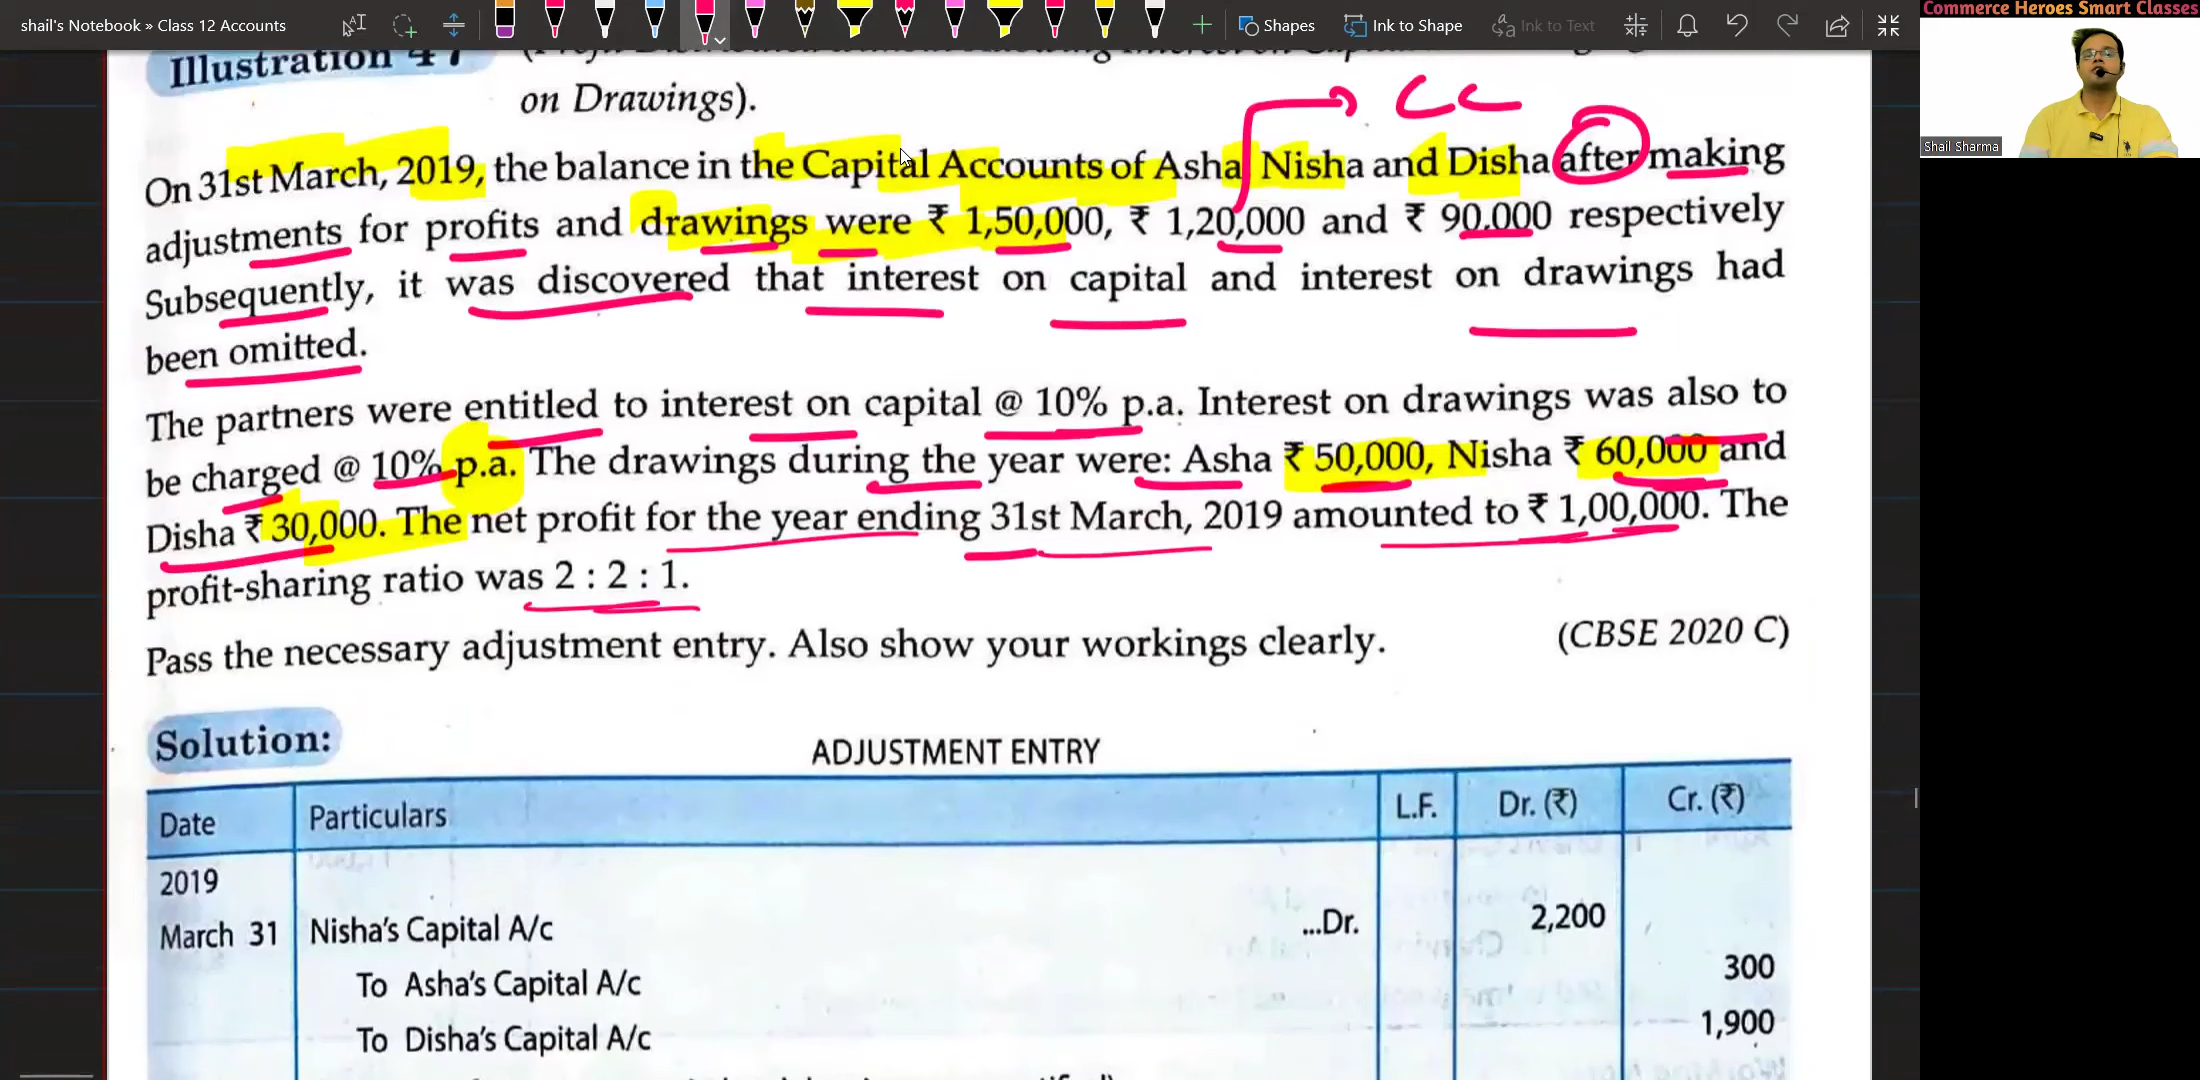 shail's Notebook » Class 12 Accounts
Shapes
Ink to Shape
Ink to Text
Commerce Heroes Smart Classes
Shail Sharma
Illustration 47
on Drawings).
CC
On 31st March, 2019, the balance in the Capital Accounts of Asha, Nisha and Disha after making
adjustments for profits and drawings were ₹ 1,50,000, ₹ 1,20,000 and ₹ 90,000 respectively
Subsequently, it was discovered that interest on capital and interest on drawings had
been omitted.
The partners were entitled to interest on capital @ 10% p.a. Interest on drawings was also to
be charged @ 10% p.a. The drawings during the year were: Asha ₹ 50,000, Nisha ₹ 60,000 and
Disha ₹ 30,000. The net profit for the year ending 31st March, 2019 amounted to ₹ 1,00,000. The
profit-sharing ratio was 2 : 2 : 1.
Pass the necessary adjustment entry. Also show your workings clearly. (CBSE 2020 C)
Solution:
ADJUSTMENT ENTRY
Date Particulars L.F. Dr. (₹) Cr. (₹)
2019
March 31 Nisha's Capital A/c ...Dr. 2,200
To Asha's Capital A/c 300
To Disha's Capital A/c 1,900